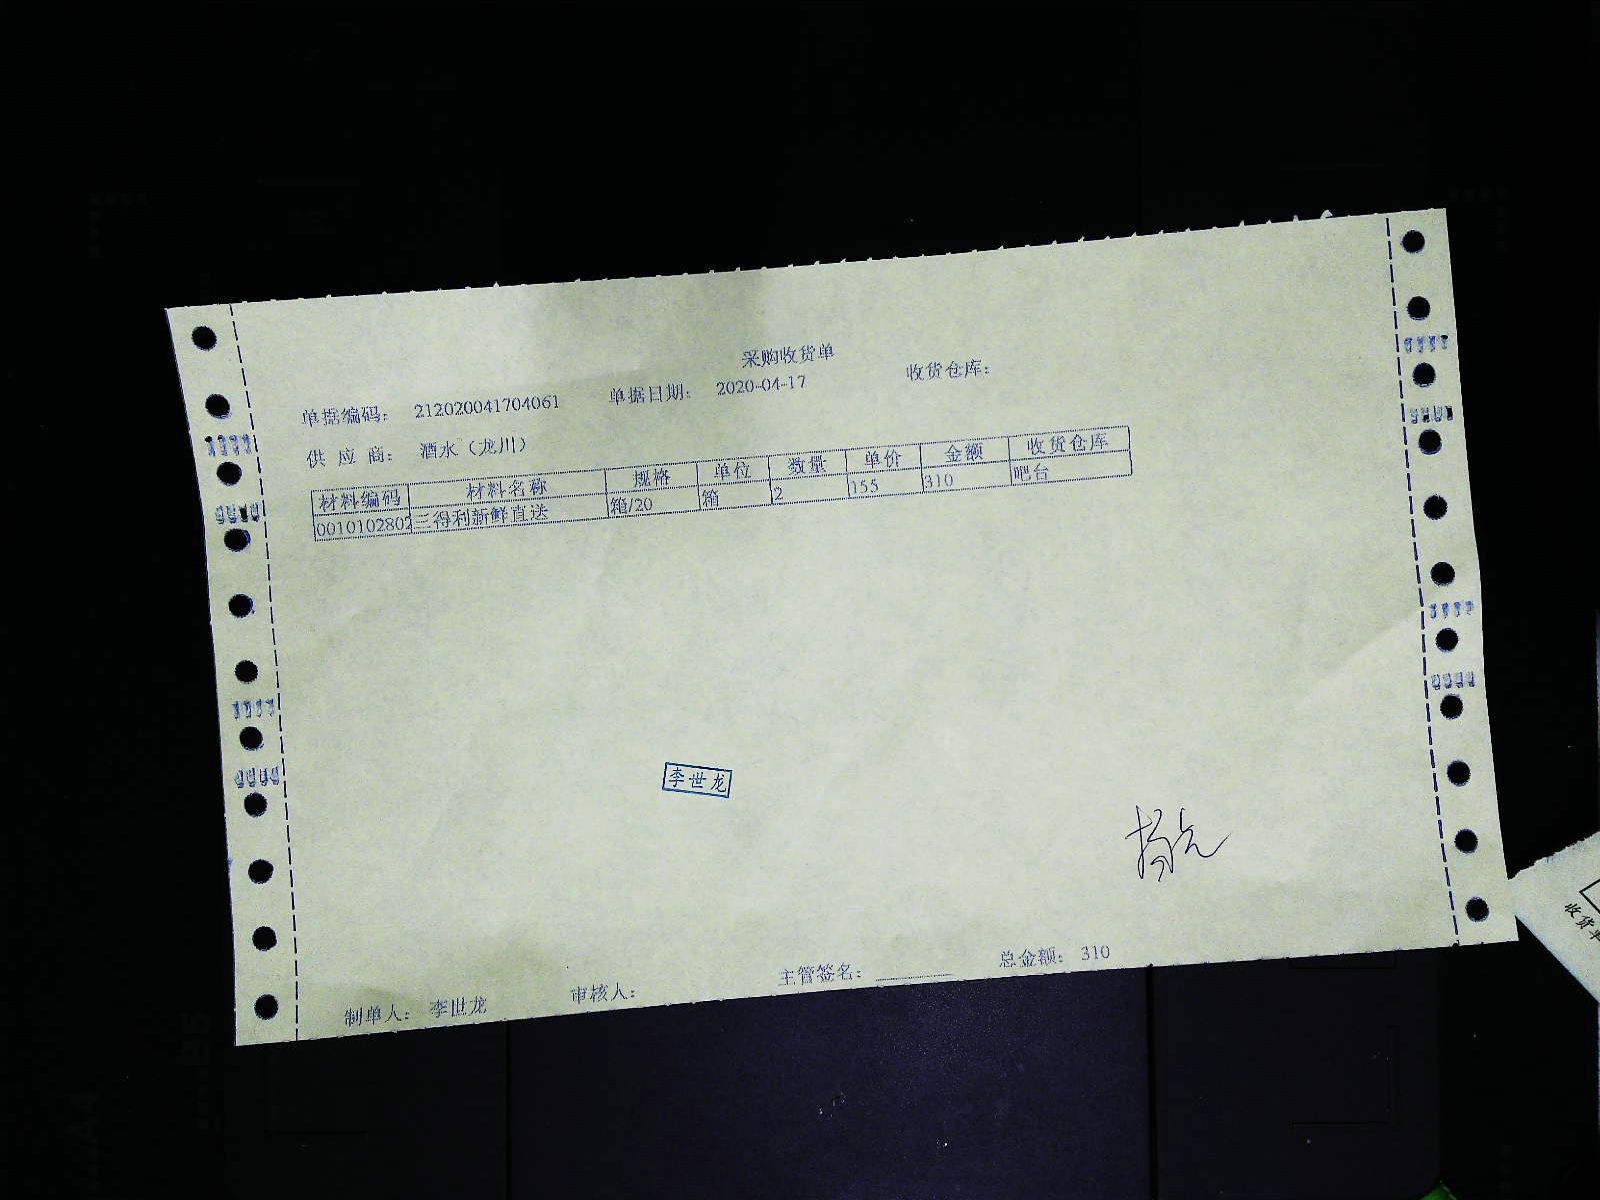 采购收货单
单据编码： 212020041704061 单据日期： 2020-04-17 收货仓库：
供 应 商： 酒水（龙川）
材料编码 材料名称 规格 单位 数量 单价 金额 收货仓库
0010102802 三得利新鲜直送 箱/20 箱 2 155 310 吧台
李世龙
制单人： 李世龙 审核人： 主管签名： 总金额： 310
收货单